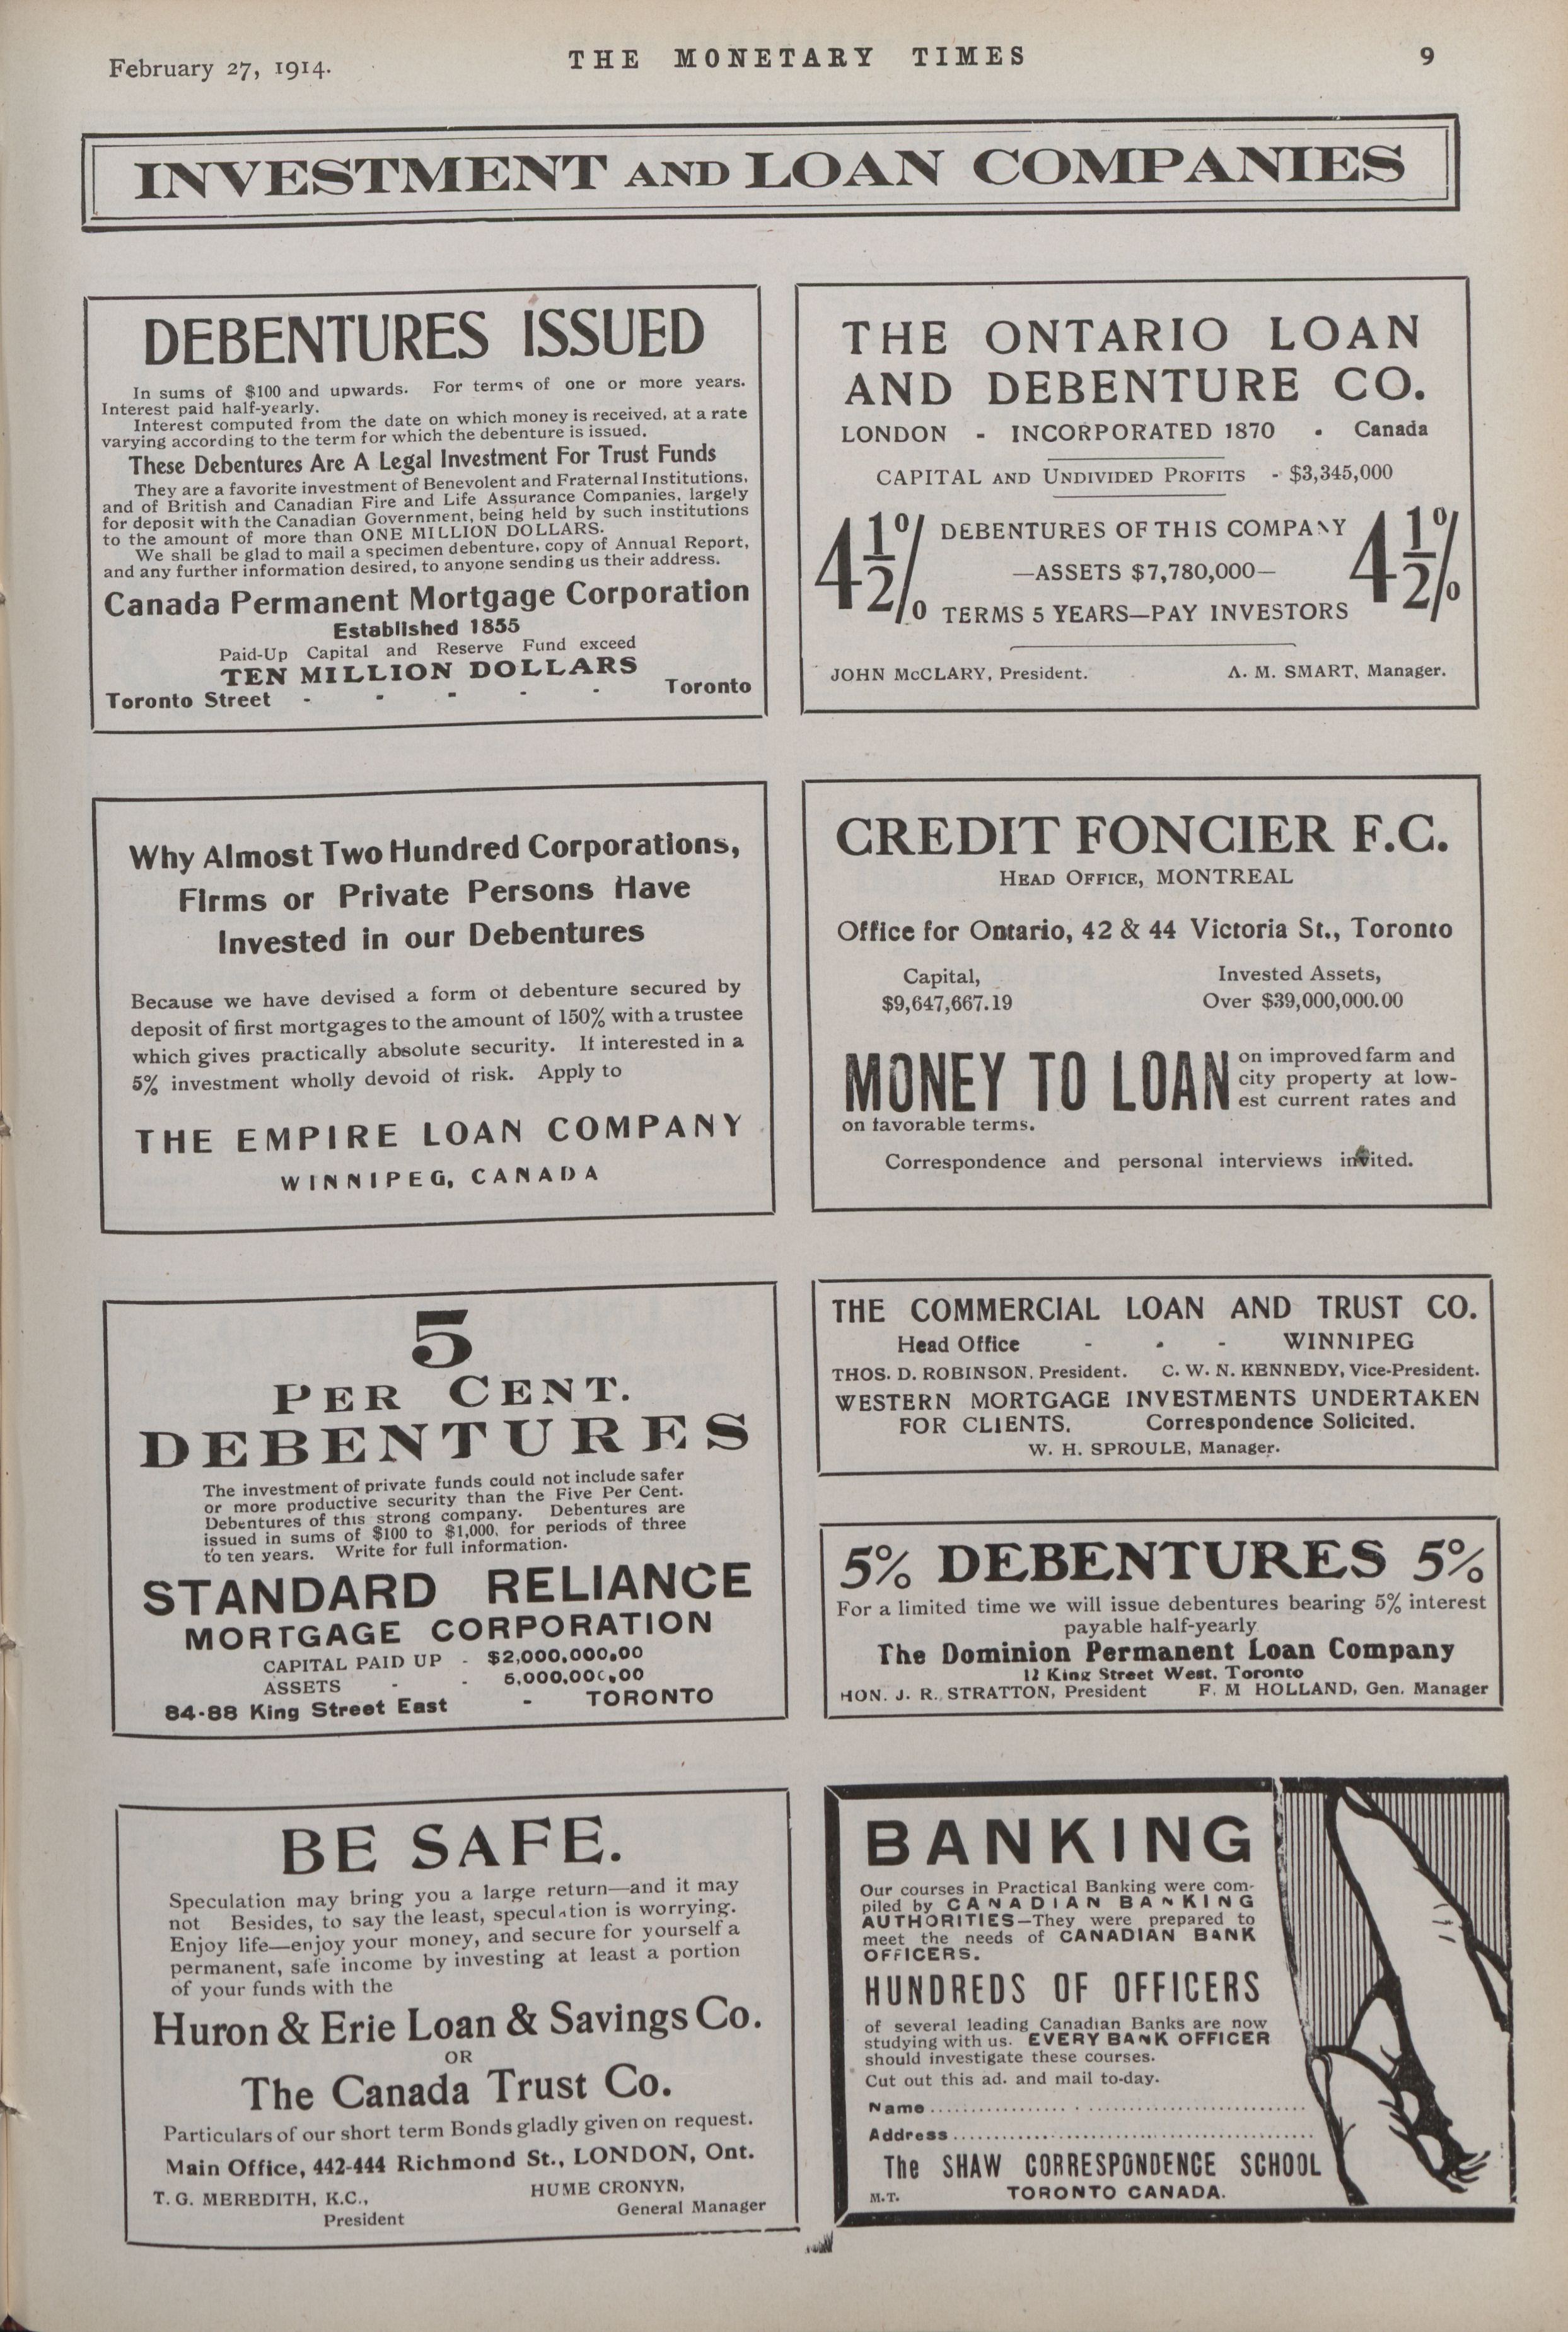 February 27, 1914.
THE MONETARY TIMES
9
INVESTMENT AND LOAN COMPANIES
DEBENTURES ISSUED
In sums of $100 and upwards. For terms of one or more years.
Interest paid half-yearly.
Interest computed from the date on which money is received, at a rate
varying according to the term for which the debenture is issued.
These Debentures Are A Legal Investment For Trust Funds
They are a favorite investment of Benevolent and Fraternal Institutions,
and of British and Canadian Fire and Life Assurance Companies, largely
for deposit with the Canadian Government, being held by such institutions
to the amount of more than ONE MILLION DOLLARS.
We shall be glad to mail a specimen debenture, copy of Annual Report,
and any further information desired, to anyone sending us their address.
Canada Permanent Mortgage Corporation
Established 1855
Paid-Up Capital and Reserve Fund exceed
TEN MILLION DOLLARS
Toronto Street - - - - - Toronto
THE ONTARIO LOAN
AND DEBENTURE CO.
LONDON - INCORPORATED 1870 - Canada
CAPITAL AND UNDIVIDED PROFITS - $3,345,000
4½% DEBENTURES OF THIS COMPANY 4½%
—ASSETS $7,780,000—
TERMS 5 YEARS—PAY INVESTORS
JOHN McCLARY, President. A. M. SMART, Manager.
Why Almost Two Hundred Corporations,
Firms or Private Persons Have
Invested in our Debentures
Because we have devised a form of debenture secured by
deposit of first mortgages to the amount of 150% with a trustee
which gives practically absolute security. If interested in a
5% investment wholly devoid of risk. Apply to
THE EMPIRE LOAN COMPANY
WINNIPEG, CANADA
CREDIT FONCIER F.C.
HEAD OFFICE, MONTREAL
Office for Ontario, 42 & 44 Victoria St., Toronto
Capital, Invested Assets,
$9,647,667.19 Over $39,000,000.00
MONEY TO LOAN on improved farm and
city property at low-
est current rates and
on favorable terms.
Correspondence and personal interviews invited.
5
PER CENT.
DEBENTURES
The investment of private funds could not include safer
or more productive security than the Five Per Cent.
Debentures of this strong company. Debentures are
issued in sums of $100 to $1,000, for periods of three
to ten years. Write for full information.
STANDARD RELIANCE
MORTGAGE CORPORATION
CAPITAL PAID UP - $2,000,000.00
ASSETS - - 5,000,000.00
84-88 King Street East - TORONTO
THE COMMERCIAL LOAN AND TRUST CO.
Head Office - - - WINNIPEG
THOS. D. ROBINSON, President. C. W. N. KENNEDY, Vice-President.
WESTERN MORTGAGE INVESTMENTS UNDERTAKEN
FOR CLIENTS. Correspondence Solicited.
W. H. SPROULE, Manager.
5% DEBENTURES 5%
For a limited time we will issue debentures bearing 5% interest
payable half-yearly
The Dominion Permanent Loan Company
12 King Street West, Toronto
HON. J. R. STRATTON, President F. M HOLLAND, Gen. Manager
BE SAFE.
Speculation may bring you a large return—and it may
not Besides, to say the least, speculation is worrying.
Enjoy life—enjoy your money, and secure for yourself a
permanent, safe income by investing at least a portion
of your funds with the
Huron & Erie Loan & Savings Co.
OR
The Canada Trust Co.
Particulars of our short term Bonds gladly given on request.
Main Office, 442-444 Richmond St., LONDON, Ont.
T. G. MEREDITH, K.C., HUME CRONYN,
President General Manager
BANKING
Our courses in Practical Banking were com-
piled by CANADIAN BANKING
AUTHORITIES—They were prepared to
meet the needs of CANADIAN BANK
OFFICERS.
HUNDREDS OF OFFICERS
of several leading Canadian Banks are now
studying with us. EVERY BANK OFFICER
should investigate these courses.
Cut out this ad. and mail to-day.
Name
Address
The SHAW CORRESPONDENCE SCHOOL
M.T. TORONTO CANADA.